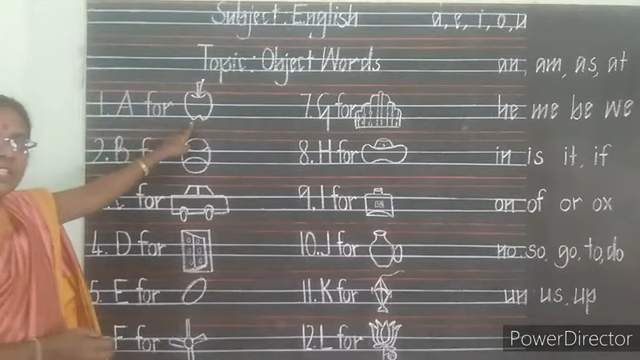 Subject: English
a, e, i, o, u
Topic: Object Words
an, am, as, at
1. A for
7. G for
he me be we
2. B for
8. H for
in is it, if
for
9. I for
on of or ox
4. D for
10. J for
no. so, go, to, do
5. E for
11. K for
un us, up
F for
12. L for
PowerDirector